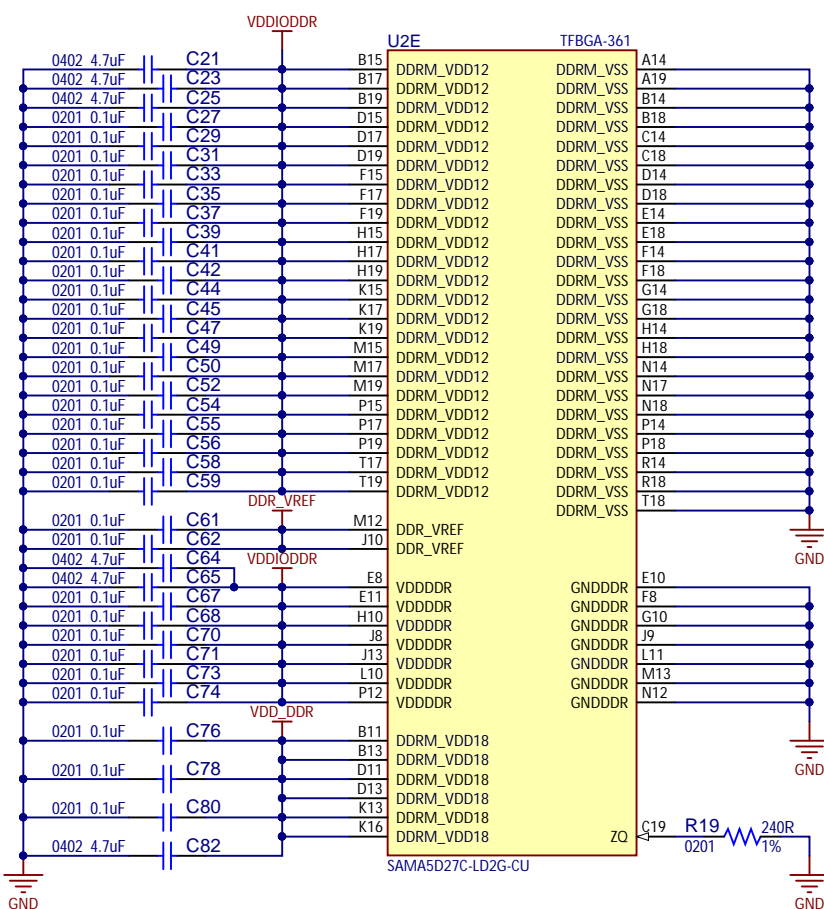 VDDIODDR
U2E TFBGA-361
0402 4.7uF C21 B15 DDRM_VDD12 DDRM_VSS A14
0402 4.7uF C23 B17 DDRM_VDD12 DDRM_VSS A19
0402 4.7uF C25 B19 DDRM_VDD12 DDRM_VSS B14
0201 0.1uF C27 D15 DDRM_VDD12 DDRM_VSS B18
0201 0.1uF C29 D17 DDRM_VDD12 DDRM_VSS C14
0201 0.1uF C31 D19 DDRM_VDD12 DDRM_VSS C18
0201 0.1uF C33 F15 DDRM_VDD12 DDRM_VSS D14
0201 0.1uF C35 F17 DDRM_VDD12 DDRM_VSS D18
0201 0.1uF C37 F19 DDRM_VDD12 DDRM_VSS E14
0201 0.1uF C39 H15 DDRM_VDD12 DDRM_VSS E18
0201 0.1uF C41 H17 DDRM_VDD12 DDRM_VSS F14
0201 0.1uF C42 H19 DDRM_VDD12 DDRM_VSS F18
0201 0.1uF C44 K15 DDRM_VDD12 DDRM_VSS G14
0201 0.1uF C45 K17 DDRM_VDD12 DDRM_VSS G18
0201 0.1uF C47 K19 DDRM_VDD12 DDRM_VSS H14
0201 0.1uF C49 M15 DDRM_VDD12 DDRM_VSS H18
0201 0.1uF C50 M17 DDRM_VDD12 DDRM_VSS N14
0201 0.1uF C52 M19 DDRM_VDD12 DDRM_VSS N17
0201 0.1uF C54 P15 DDRM_VDD12 DDRM_VSS N18
0201 0.1uF C55 P17 DDRM_VDD12 DDRM_VSS P14
0201 0.1uF C56 P19 DDRM_VDD12 DDRM_VSS P18
0201 0.1uF C58 T17 DDRM_VDD12 DDRM_VSS R14
0201 0.1uF C59 T19 DDRM_VDD12 DDRM_VSS R18
DDR_VREF DDRM_VSS T18
0201 0.1uF C61 M12 DDR_VREF
0201 0.1uF C62 J10 DDR_VREF
GND
0402 4.7uF C64 VDDIODDR
0402 4.7uF C65 E8 VDDDDR GNDDDR E10
0201 0.1uF C67 E11 VDDDDR GNDDDR F8
0201 0.1uF C68 H10 VDDDDR GNDDDR G10
0201 0.1uF C70 J8 VDDDDR GNDDDR J9
0201 0.1uF C71 J13 VDDDDR GNDDDR L11
0201 0.1uF C73 L10 VDDDDR GNDDDR M13
0201 0.1uF C74 P12 VDDDDR GNDDDR N12
VDD_DDR
0201 0.1uF C76 B11 DDRM_VDD18
B13 DDRM_VDD18
GND
0201 0.1uF C78 D11 DDRM_VDD18
D13 DDRM_VDD18
0201 0.1uF C80 K13 DDRM_VDD18
K16 DDRM_VDD18 ZQ C19 R19 240R
0201 1%
0402 4.7uF C82
SAMA5D27C-LD2G-CU
GND GND